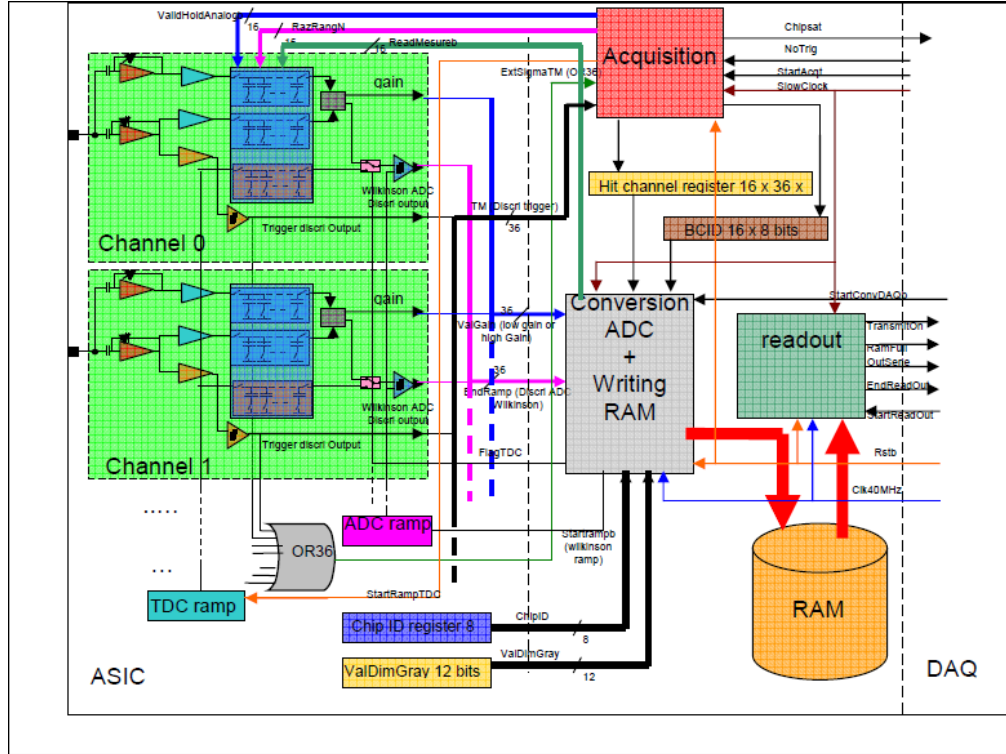 ValidHoldAnalogb
16
RazRangN
16
ReadMesureb
16
Acquisition
Chipsat
NoTrig
StartAcqt
SlowClock
gain
ExtSigmaTM (OR36)
Hit channel register 16 x 36 x
BCID 16 x 8 bits
Wilkinson ADC
Discri output
TM (Discri trigger)
36
Trigger discri Output
Channel 0
gain
Conversion
ADC
+
Writing
RAM
StartConvDAQb
36
ValGain (low gain or
high Gain)
readout
TransmitOn
RamFull
OutSerie
EndReadOut
StartReadOut
36
EndRamp (Discri ADC
Wilkinson)
Wilkinson ADC
Discri output
Trigger discri Output
Channel 1
FlagTDC
Rstb
Clk40MHz
.....
ADC ramp
OR36
Startrampb
(wilkinson
ramp)
...
StartRampTDC
TDC ramp
RAM
Chip ID register 8
ChipID
8
ValDimGray 12 bits
ValDimGray
12
ASIC
DAQ